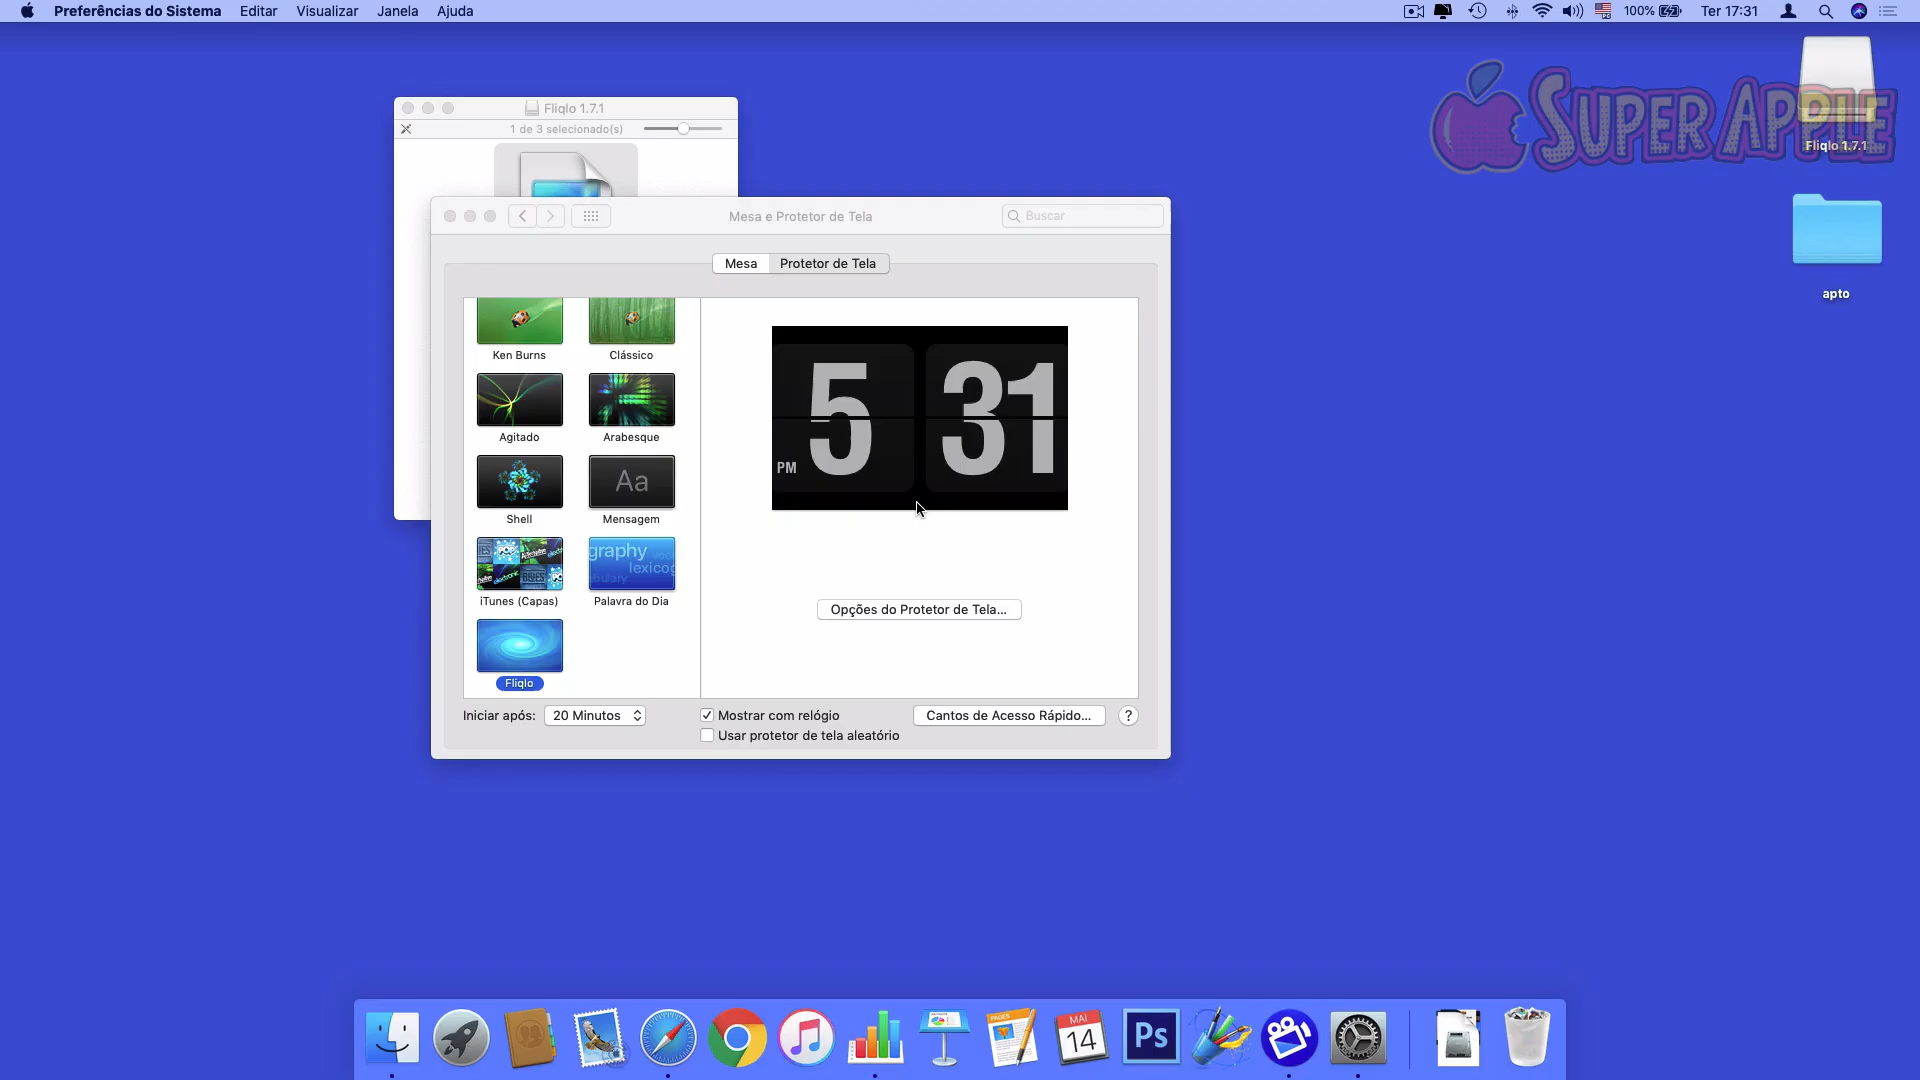 Preferências do Sistema Editar Visualizar Janela Ajuda 100% Ter 17:31
SUPER APPLE
Fliqlo 1.7.1
apto
Fliqlo 1.7.1
1 de 3 selecionado(s)
Mesa e Protetor de Tela
Buscar
Mesa Protetor de Tela
Ken Burns Clássico
Agitado Arabesque
Aa
Shell Mensagem
iTunes (Capas) Palavra do Dia
Fliqlo
5 31
PM
Opções do Protetor de Tela...
Iniciar após: 20 Minutos
Mostrar com relógio
Usar protetor de tela aleatório
Cantos de Acesso Rápido... ?
PAGES
MAI
14
Ps